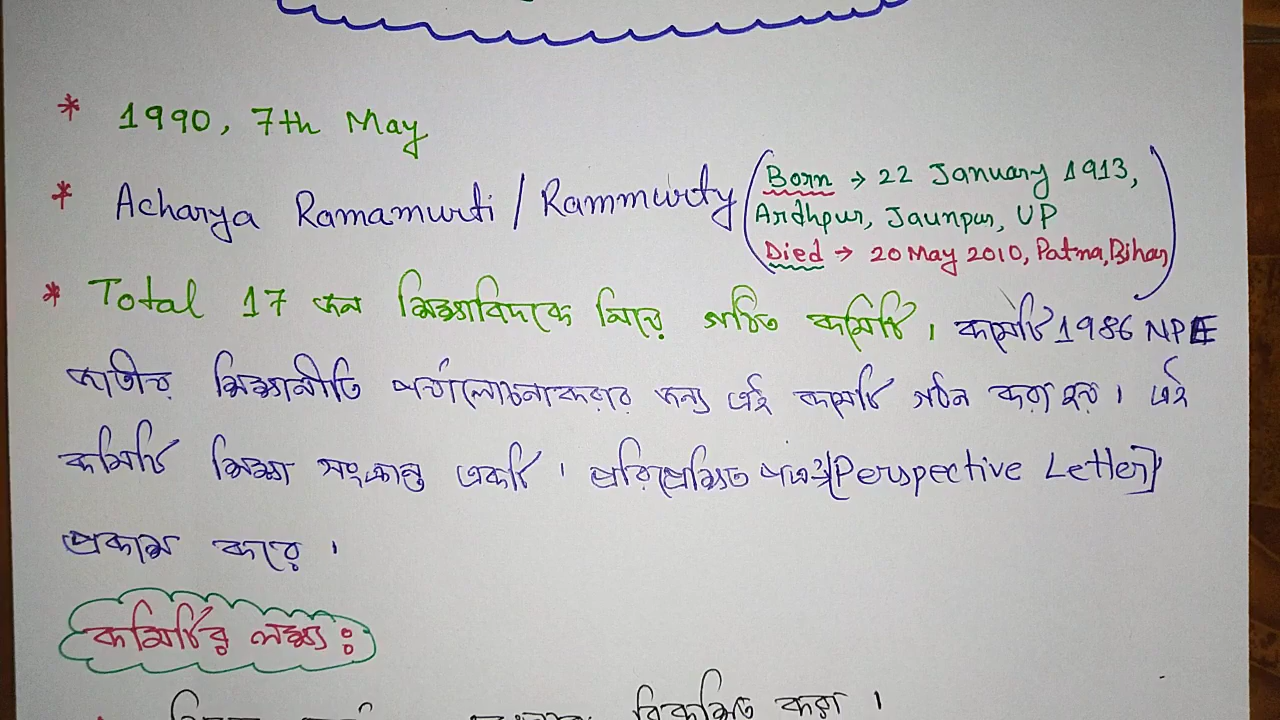 * 1990, 7th May
* Acharya Ramamurti / Rammurty (Born → 22 January 1913,
Ardhpur, Jaunpur, UP
Died → 20 May 2010, Patna, Bihar)
* Total 17 জন শিক্ষাবিদকে নিয়ে গঠিত কমিটি। কমেটি 1986 NPE
জাতীয় শিক্ষানীতি পর্যালোচনা করার জন্য এই কমেটি গঠন করা হয়। এই
কমিটি শিক্ষা সংক্রান্ত একটি । পরিপ্রেক্ষিত পত্র [Perspective Letter]
প্রকাশ করে ।
কমিটির লক্ষ্য :
বিকশিত করা ।